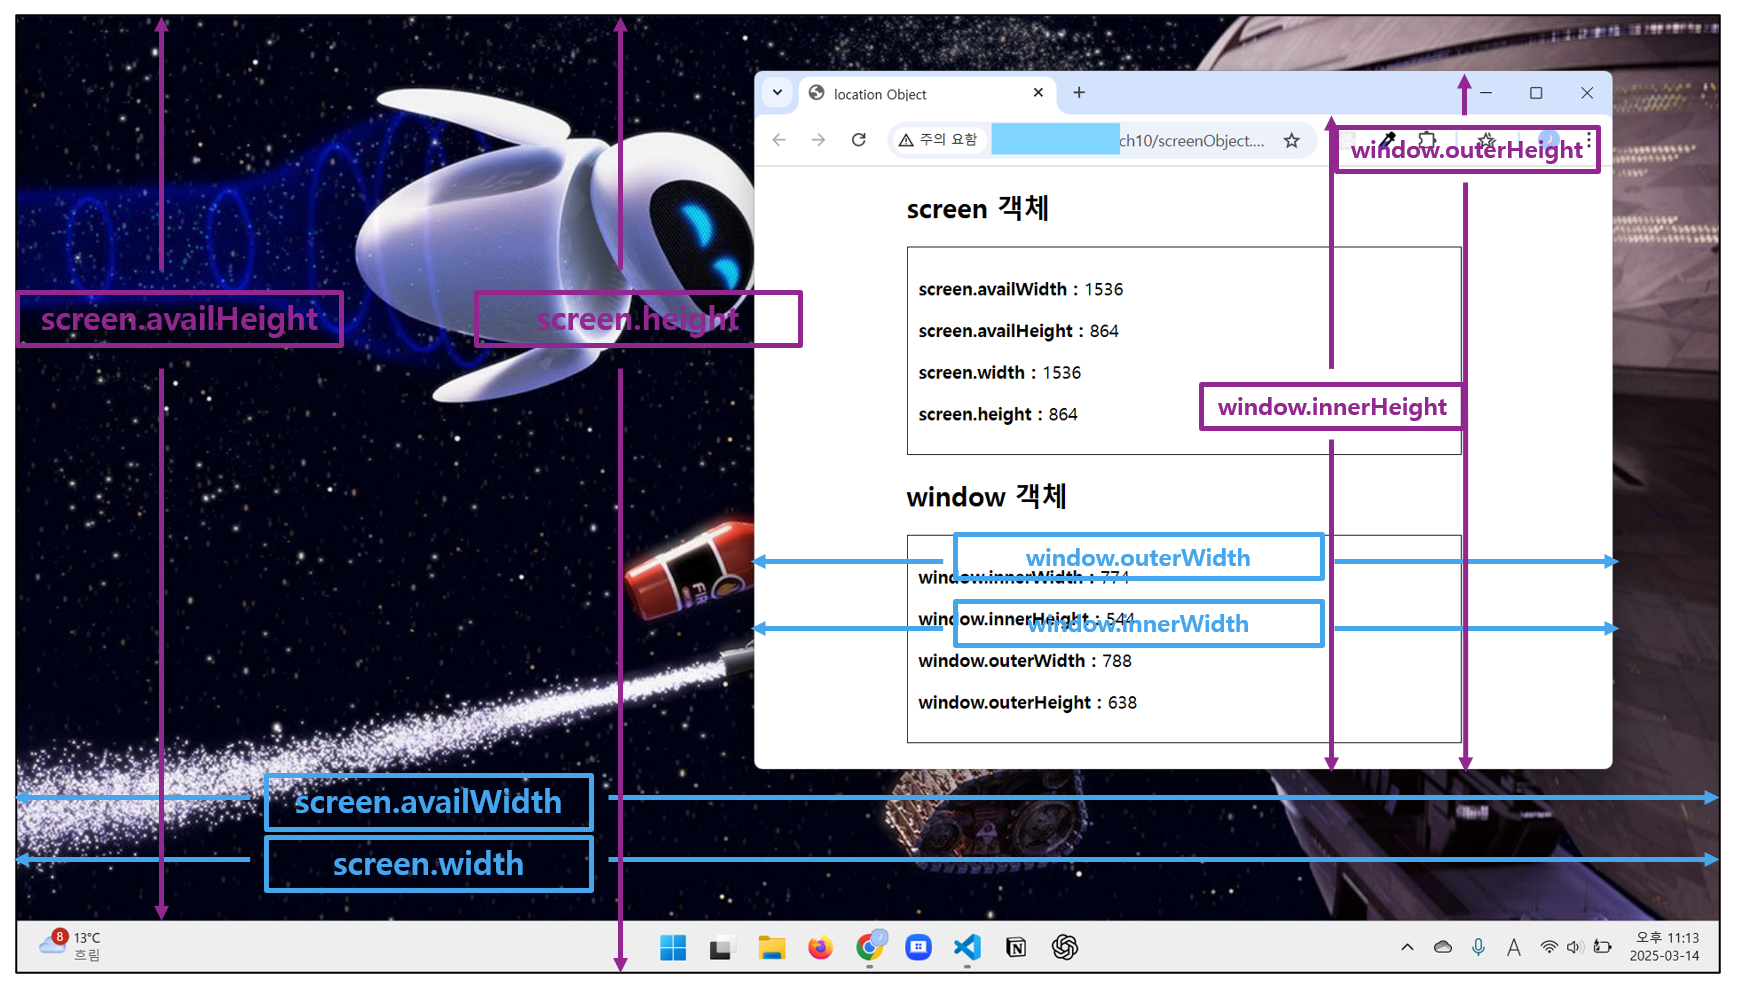 location Object
주의 요함
ch10/screenObject....
window.outerHeight
screen 객체
screen.availWidth : 1536
screen.availHeight : 864
screen.width : 1536
screen.height : 864
screen.availHeight
screen.height
window.innerHeight
window 객체
window.outerWidth
window.innerWidth : 774
window.innerHeight : 544
window.innerWidth
window.outerWidth : 788
window.outerHeight : 638
FIR
screen.availWidth
screen.width
8
13°C
흐림
A
오후 11:13
2025-03-14